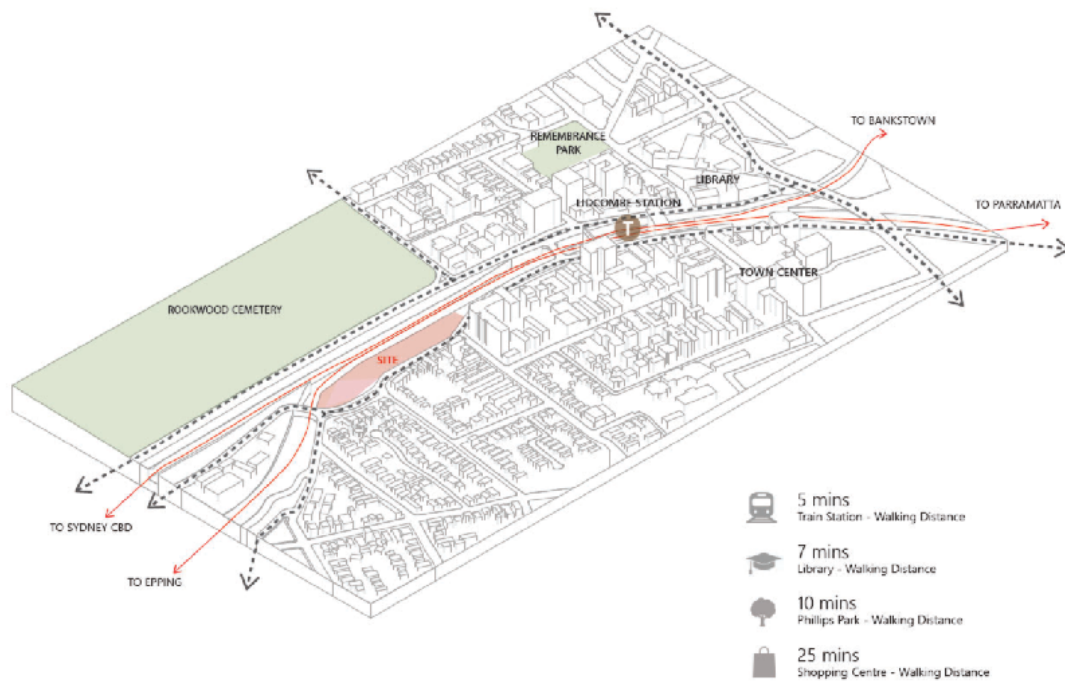 TO BANKSTOWN
REMEMBRANCE
PARK
LIBRARY
LIDCOMBE STATION
T
TO PARRAMATTA
TOWN CENTER
ROOKWOOD CEMETERY
SITE
TO SYDNEY CBD
TO EPPING
5 mins
Train Station - Walking Distance
7 mins
Library - Walking Distance
10 mins
Phillips Park - Walking Distance
25 mins
Shopping Centre - Walking Distance